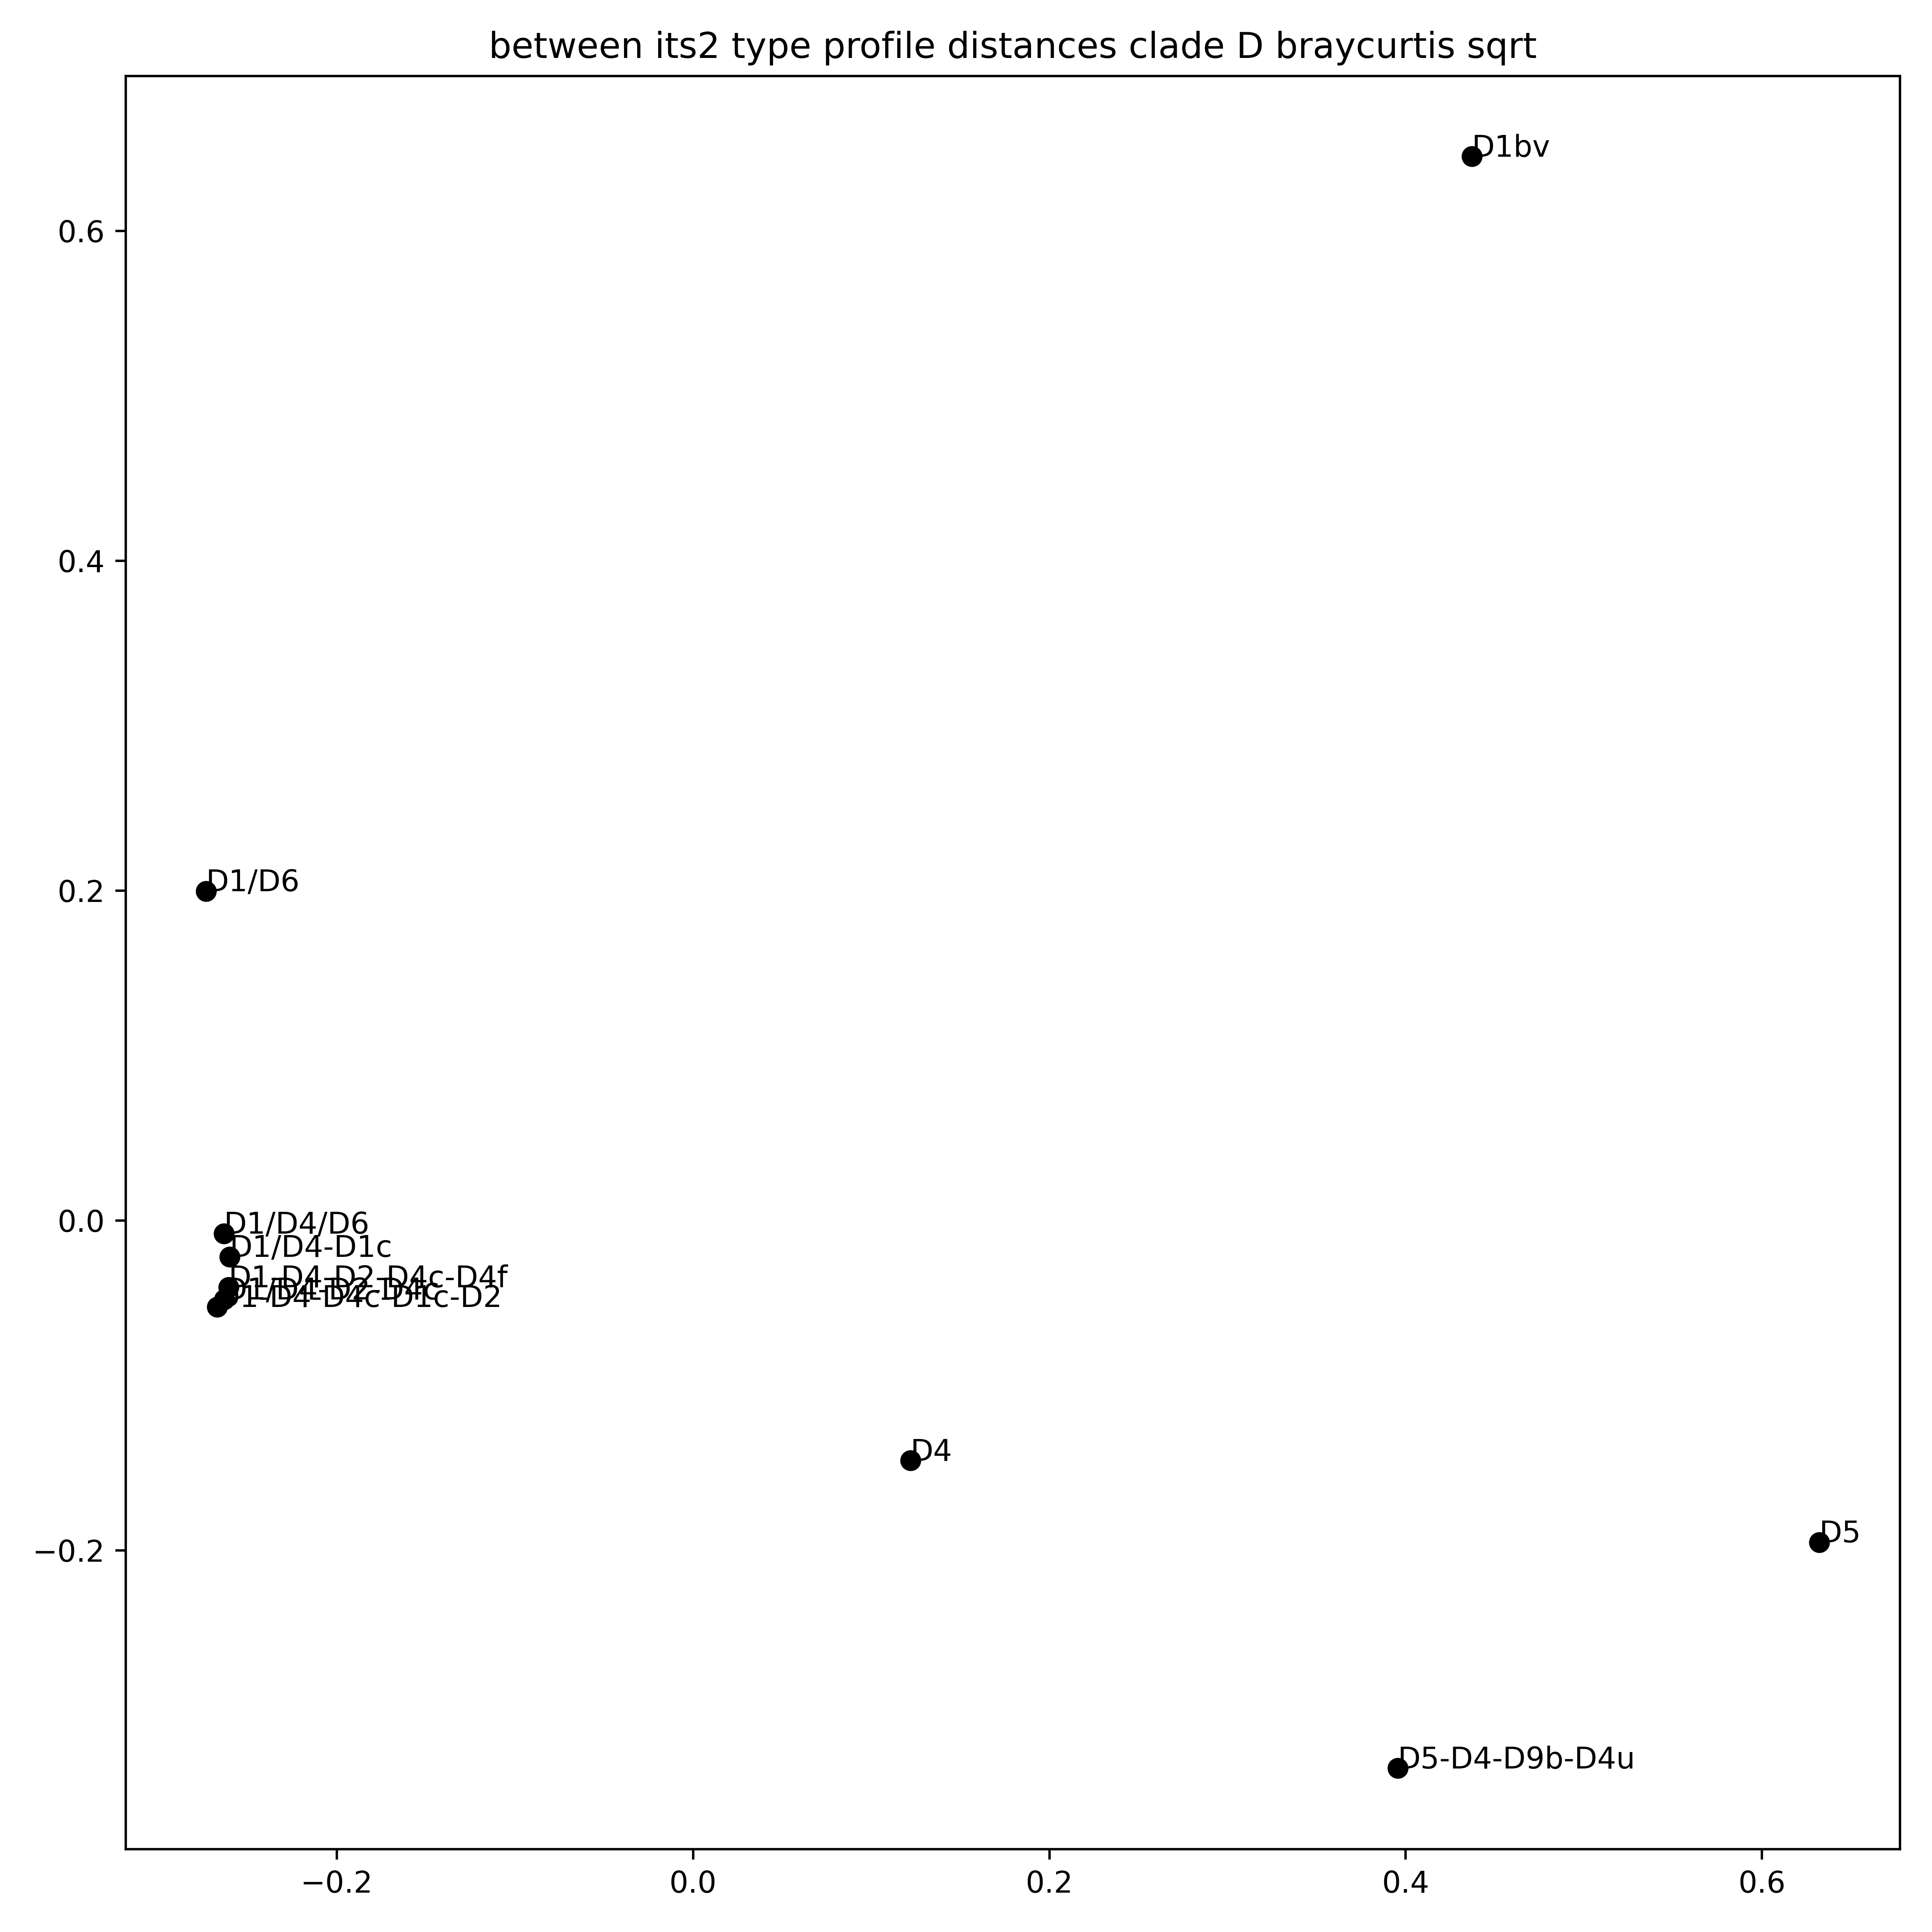 between its2 type profile distances clade D braycurtis sqrt
D1bv
0.6
0.4
D1/D6
0.2
D1/D4/D6
0.0
D1/D4-D1c
D1-D4-D2-D4c-D4f
D1-D4-D4c-D1c-D2
D4
D5
−0.2
D5-D4-D9b-D4u
−0.2 0.0 0.2 0.4 0.6